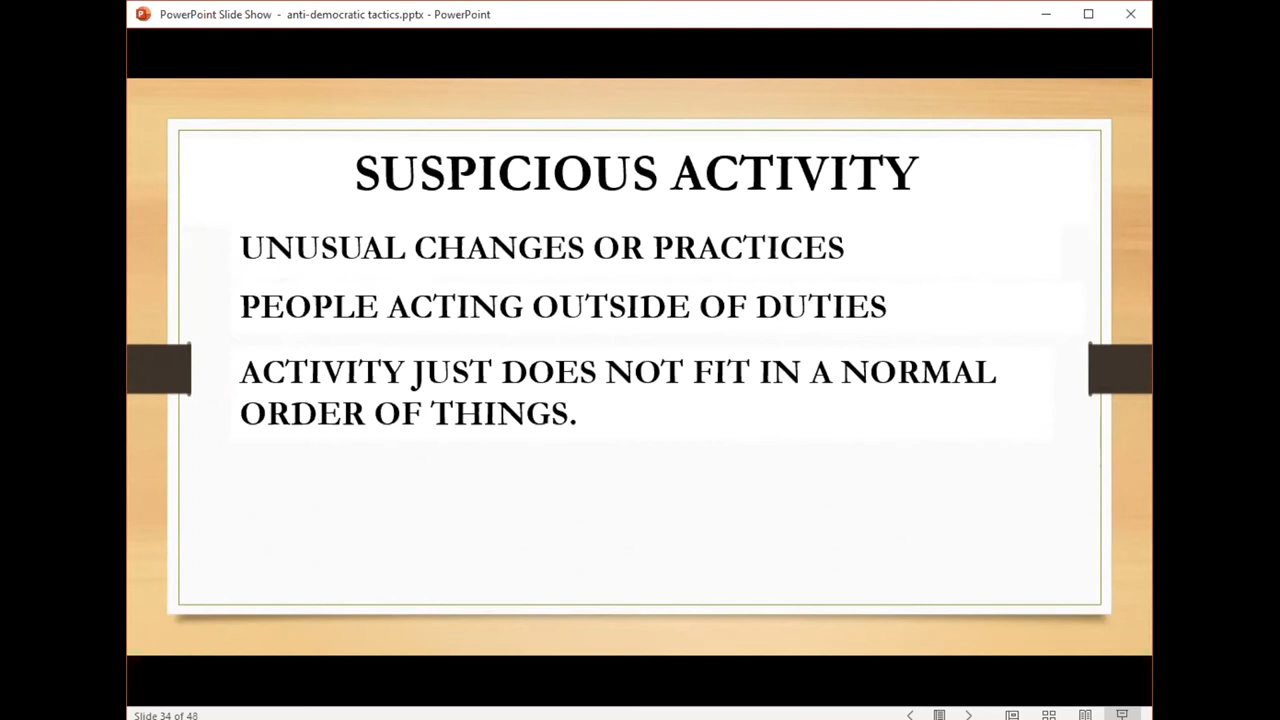 PowerPoint Slide Show - anti-democratic tactics.pptx - PowerPoint
SUSPICIOUS ACTIVITY
UNUSUAL CHANGES OR PRACTICES
PEOPLE ACTING OUTSIDE OF DUTIES
ACTIVITY JUST DOES NOT FIT IN A NORMAL
ORDER OF THINGS.
Slide 34 of 48